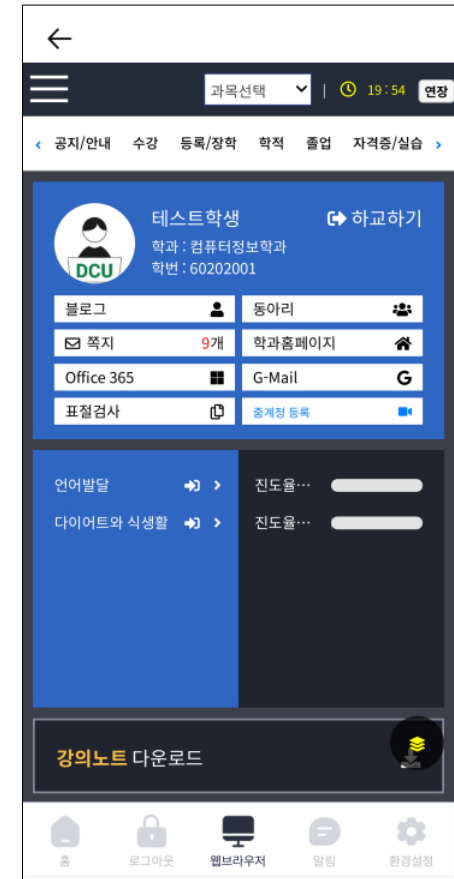 과목선택 | 19:54 연장
공지/안내 수강 등록/장학 학적 졸업 자격증/실습
테스트학생 하교하기
학과 : 컴퓨터정보학과
학번 : 60202001
DCU
블로그 동아리
쪽지 9개 학과홈페이지
Office 365 G-Mail
표절검사 줌계정 등록
언어발달 진도율…
다이어트와 식생활 진도율…
강의노트 다운로드
홈 로그아웃 웹브라우저 알림 환경설정